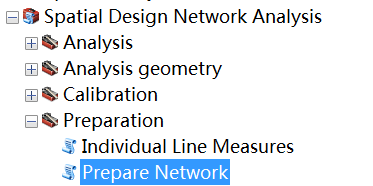 Spatial Design Network Analysis
Analysis
Analysis geometry
Calibration
Preparation
Individual Line Measures
Prepare Network